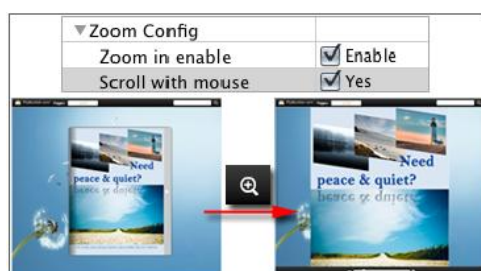 Zoom Config
Zoom in enable
Enable
Scroll with mouse
Yes
Need
peace & quiet?
Need
peace & quiet?